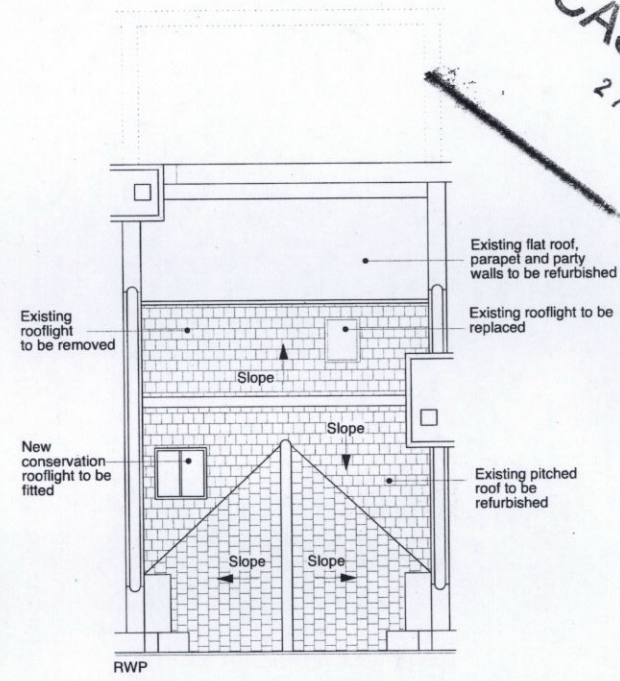 Existing flat roof,
parapet and party
walls to be refurbished
Existing
rooflight
to be removed
Existing rooflight to be
replaced
Slope
Slope
New
conservation
rooflight to be
fitted
Existing pitched
roof to be
refurbished
Slope
Slope
RWP